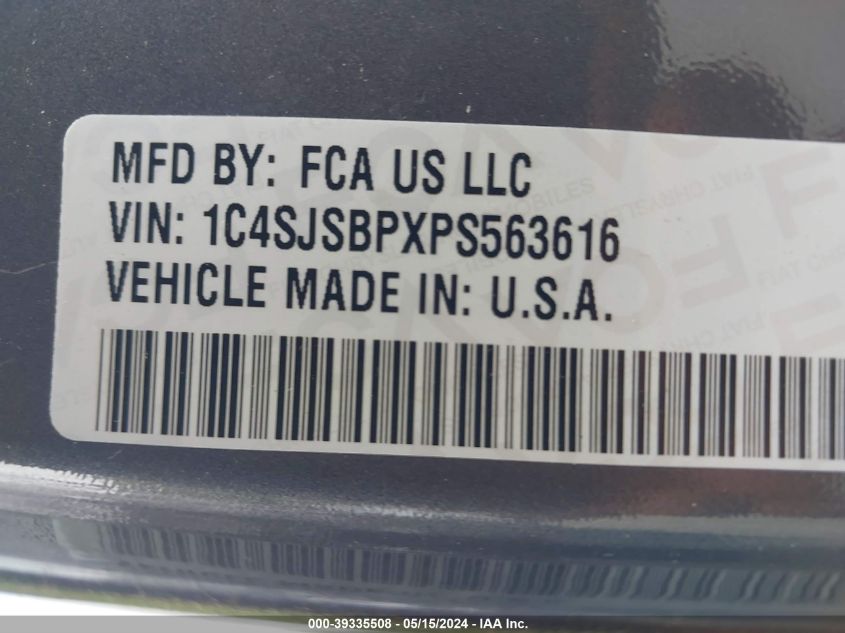 MFD BY: FCA US LLC
VIN: 1C4SJSBPXPS563616
VEHICLE MADE IN: U.S.A.
000-39335508 - 05/15/2024 - IAA Inc.